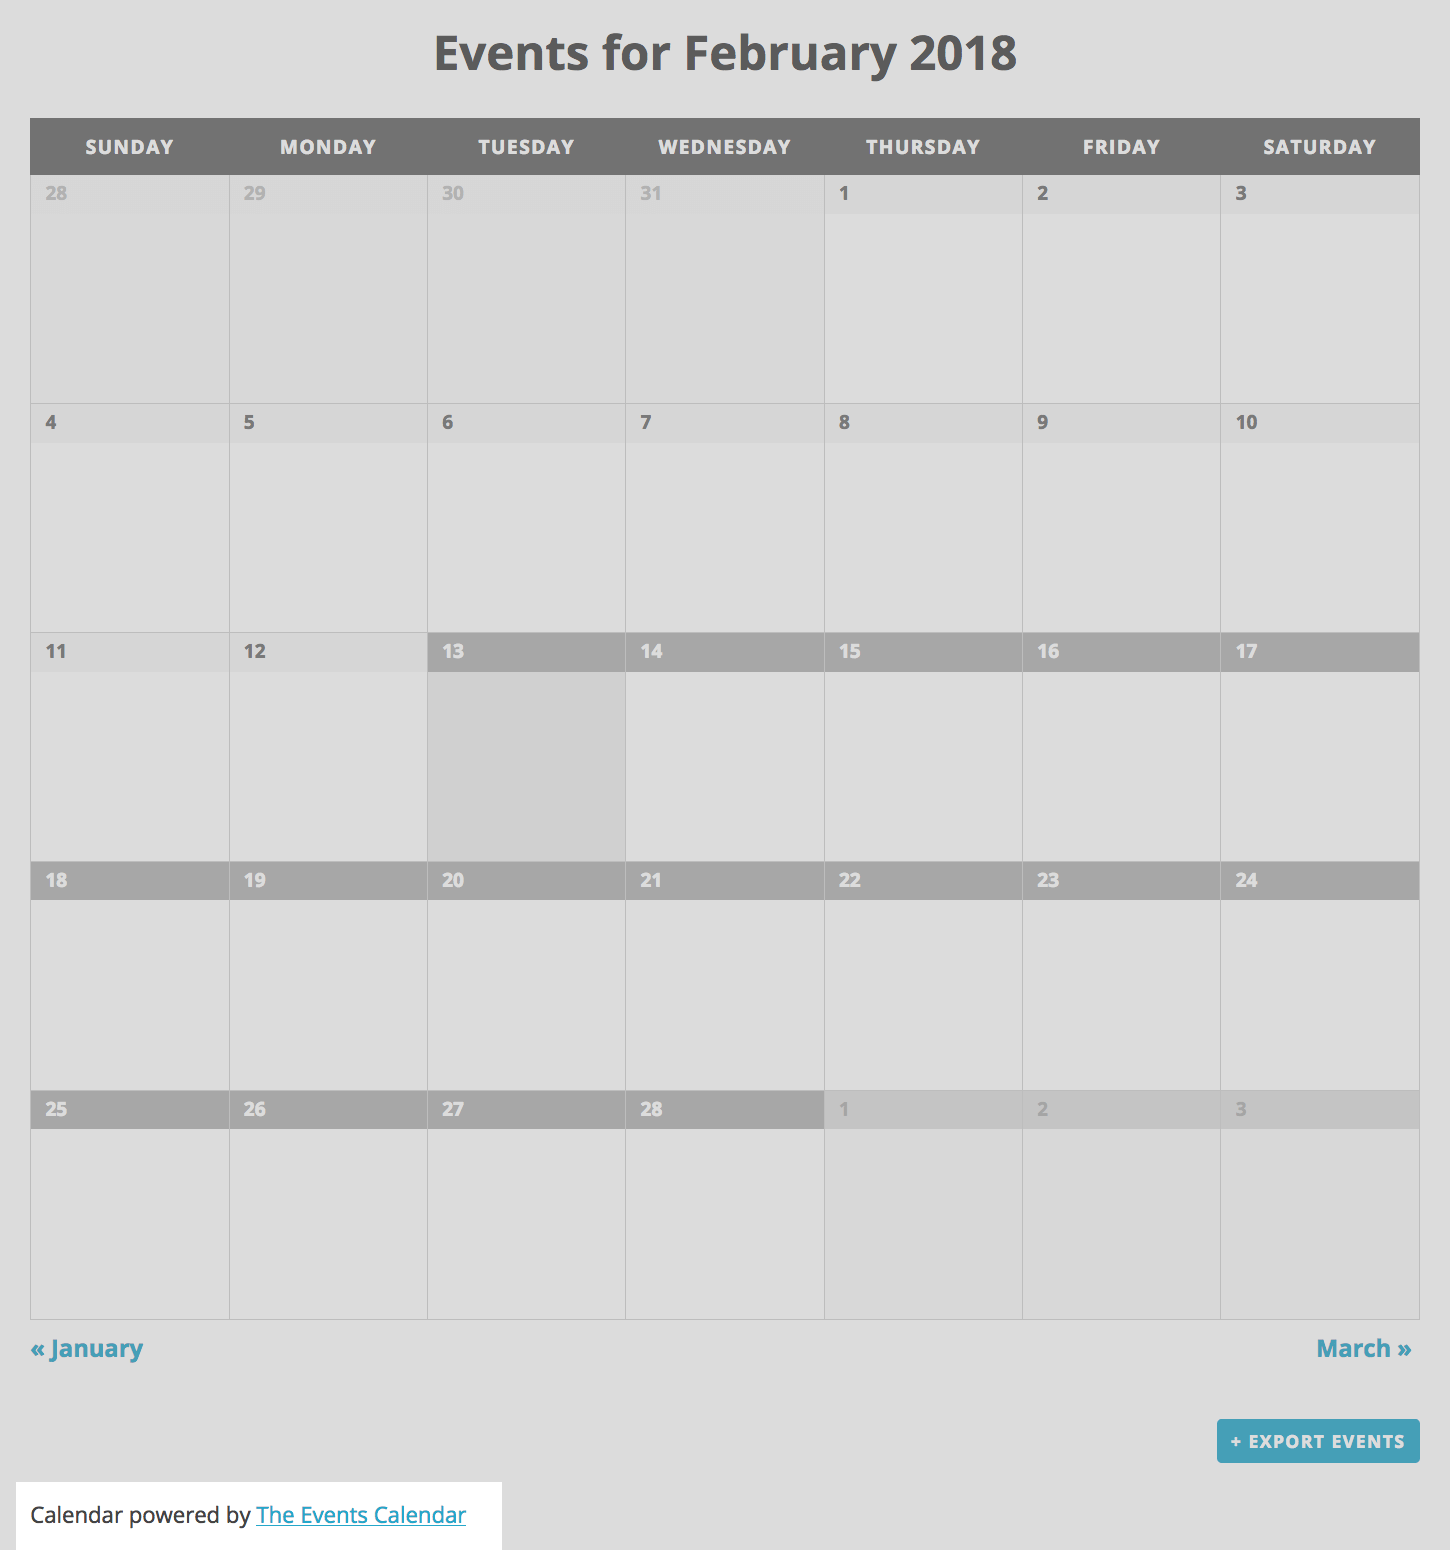 Events for February 2018
SUNDAY MONDAY TUESDAY WEDNESDAY THURSDAY FRIDAY SATURDAY
28 29 30 31 1 2 3
4 5 6 7 8 9 10
11 12 13 14 15 16 17
18 19 20 21 22 23 24
25 26 27 28 1 2 3
« January March »
+ EXPORT EVENTS
Calendar powered by The Events Calendar